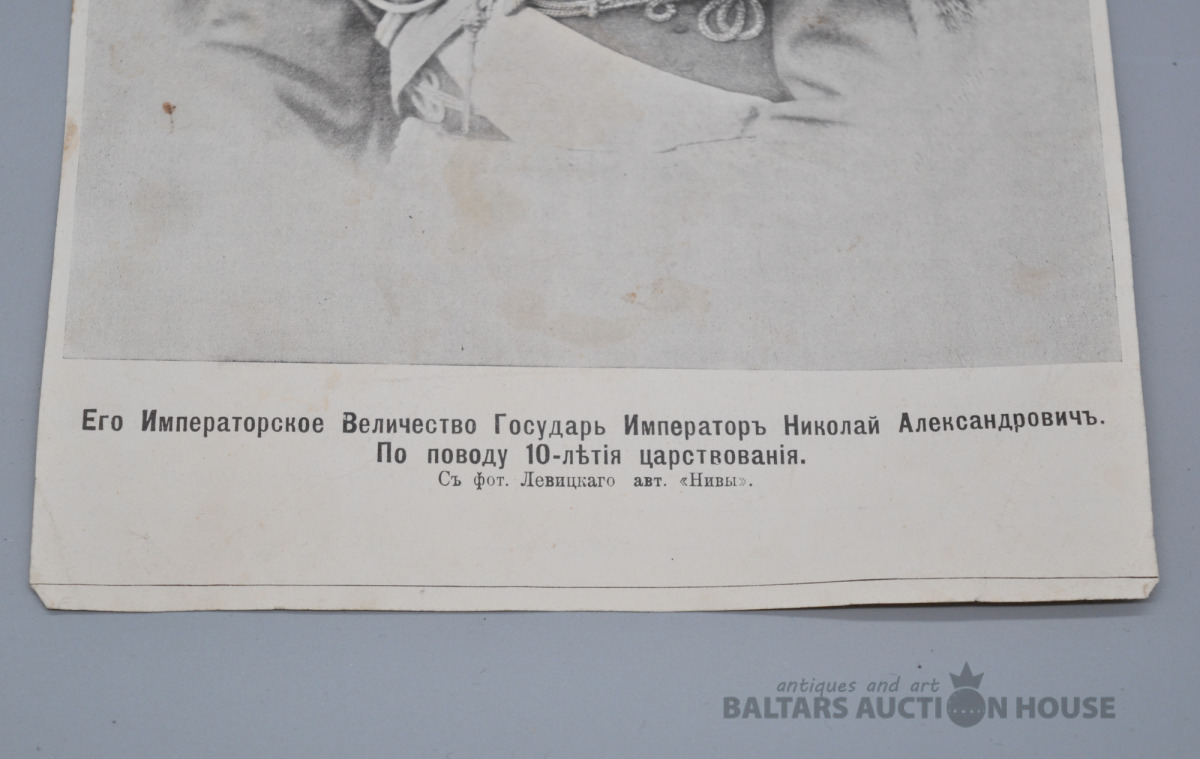 Его Императорское Величество Государь Императоръ Николай Александровичъ.
По поводу 10-лѣтія царствованія.
Съ фот. Левицкаго авт. «Нивы».
antiques and art
BALTARS AUCTION HOUSE